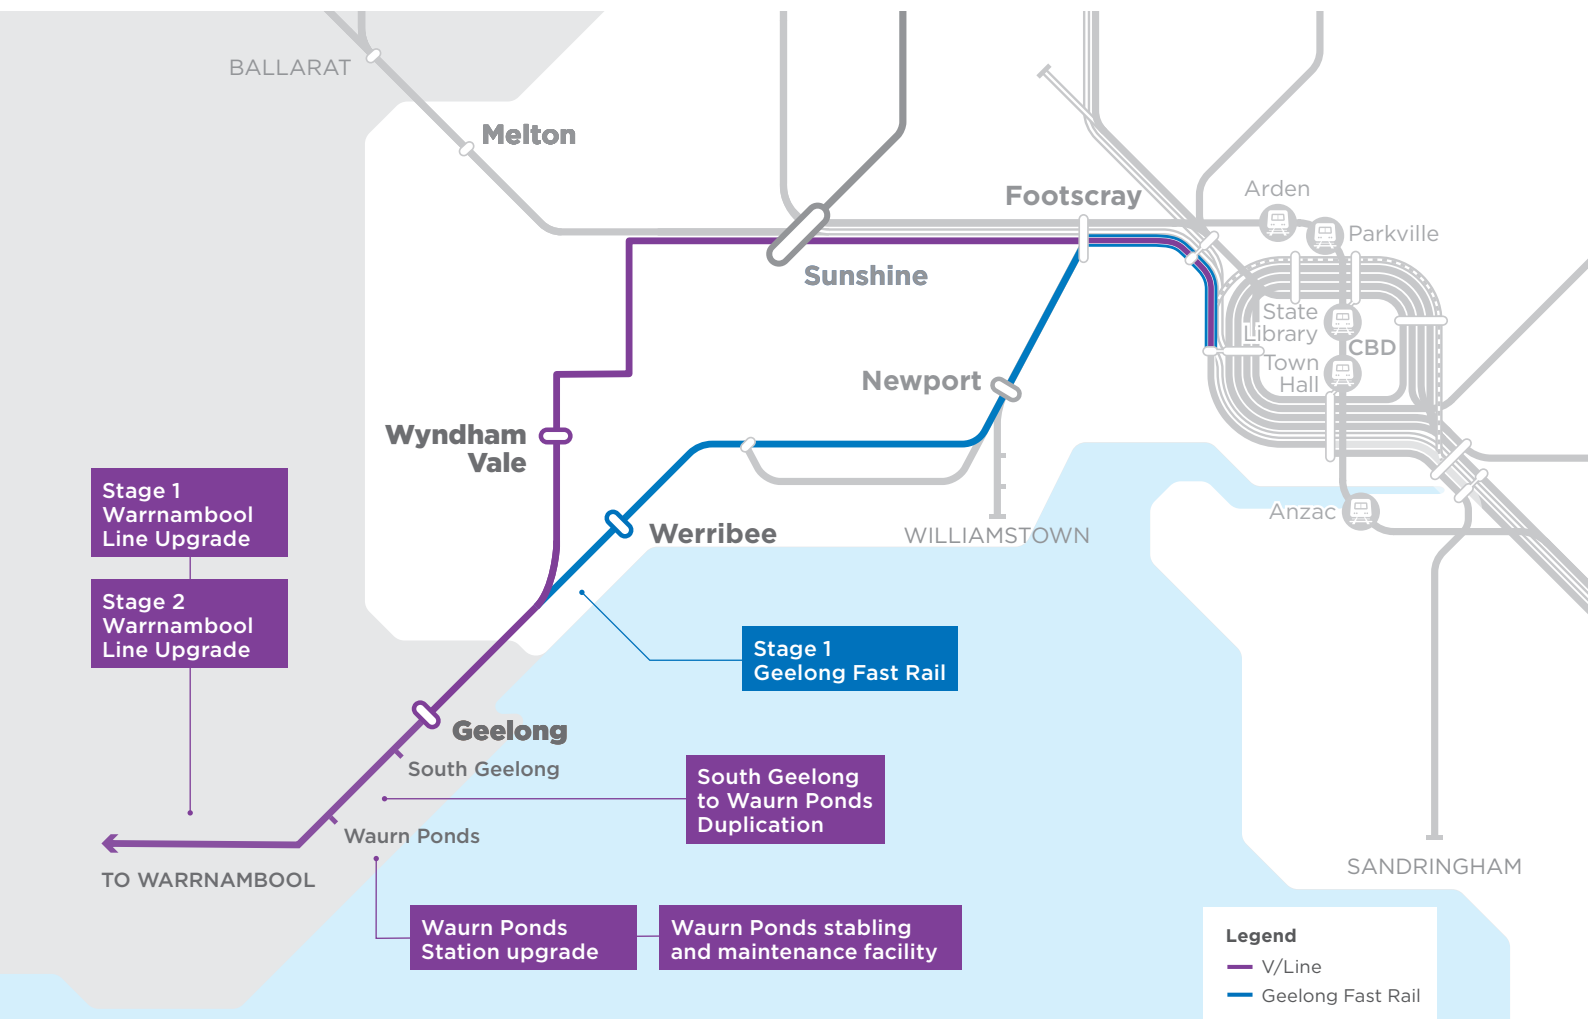 BALLARAT
Melton
Footscray
Arden
Parkville
Sunshine
State
Library
CBD
Town
Hall
Newport
Wyndham
Vale
Stage 1
Warrnambool
Line Upgrade
Werribee
WILLIAMSTOWN
Anzac
Stage 2
Warrnambool
Line Upgrade
Stage 1
Geelong Fast Rail
Geelong
South Geelong
South Geelong
to Waurn Ponds
Duplication
Waurn Ponds
TO WARRNAMBOOL
SANDRINGHAM
Waurn Ponds
Station upgrade
Waurn Ponds stabling
and maintenance facility
Legend
V/Line
Geelong Fast Rail